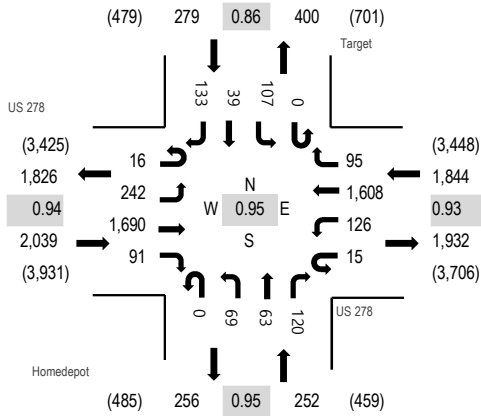 (479) 279 0.86 400 (701)
Target
US 278
133 39 107 0
(3,425)
1,826
0.94
2,039
(3,931)
16
242
1,690
91
N
W 0.95 E
S
95
1,608
126
15
(3,448)
1,844
0.93
1,932
(3,706)
0 69 63 120
US 278
Homedepot
(485) 256 0.95 252 (459)